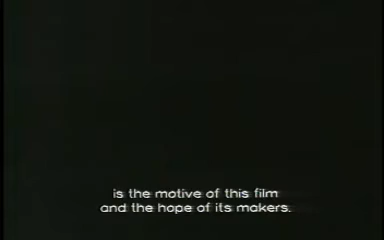 is the motive of this film
and the hope of its makers.